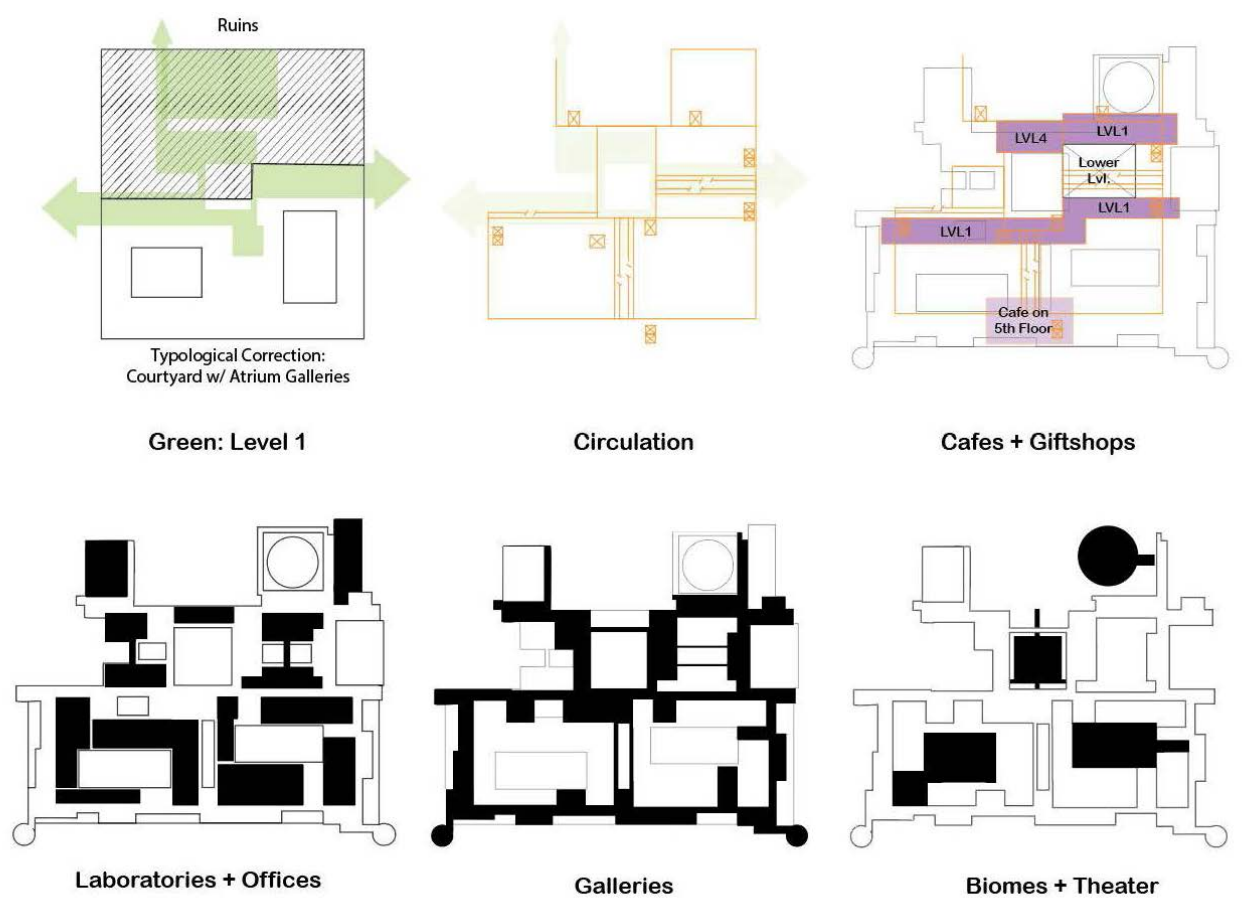 Ruins
Typological Correction:
Courtyard w/ Atrium Galleries
Green: Level 1
Circulation
LVL4
LVL1
Lower
Lvl.
LVL1
LVL1
Cafe on
5th Floor
Cafes + Giftshops
Laboratories + Offices
Galleries
Biomes + Theater